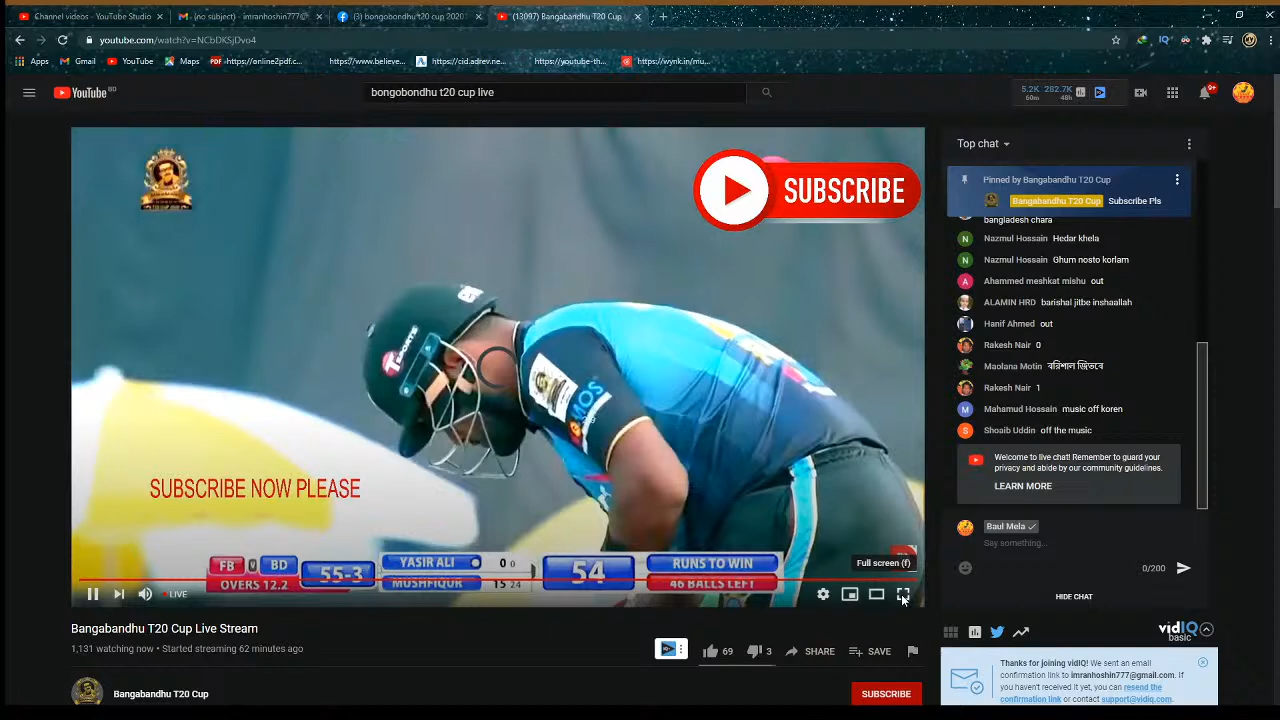 Channel videos - YouTube Studio
(no subject) - imranhoshin777@
(3) bongobondhu t20 cup 2020
(13097) Bangabandhu T20 Cup
youtube.com/watch?v=NCbDKSjDvo4
Apps
Gmail
YouTube
Maps
https://online2pdf.c...
https://www.believe...
https://cid.adrev.ne...
https://youtube-th...
https://wynk.in/mu...
YouTube BD
bongobondhu t20 cup live
5.2K 282.7K
60m 48h
9+
SUBSCRIBE
T SPORTS
MOS
SUBSCRIBE NOW PLEASE
FB v BD
OVERS 12.2
55-3
YASIR ALI 0 0
MUSHFIQUR 15 24
54
RUNS TO WIN
46 BALLS LEFT
Full screen (f)
LIVE
Bangabandhu T20 Cup Live Stream
1,131 watching now • Started streaming 62 minutes ago
69
3
SHARE
SAVE
Bangabandhu T20 Cup
SUBSCRIBE
Top chat
Pinned by Bangabandhu T20 Cup
Bangabandhu T20 Cup Subscribe Pls
bangladesh chara
N Nazmul Hossain Hedar khela
N Nazmul Hossain Ghum nosto korlam
A Ahammed meshkat mishu out
ALAMIN HRD barishal jitbe inshaallah
Hanif Ahmed out
Rakesh Nair 0
Maolana Motin বরিশাল জিতবে
Rakesh Nair 1
M Mahamud Hossain music off koren
S Shoaib Uddin off the music
Welcome to live chat! Remember to guard your
privacy and abide by our community guidelines.
LEARN MORE
Baul Mela
Say something...
0/200
HIDE CHAT
vidIQ
basic
Thanks for joining vidIQ! We sent an email
confirmation link to imranhoshin777@gmail.com. If
you haven't received it yet, you can resend the
confirmation link or contact support@vidiq.com.